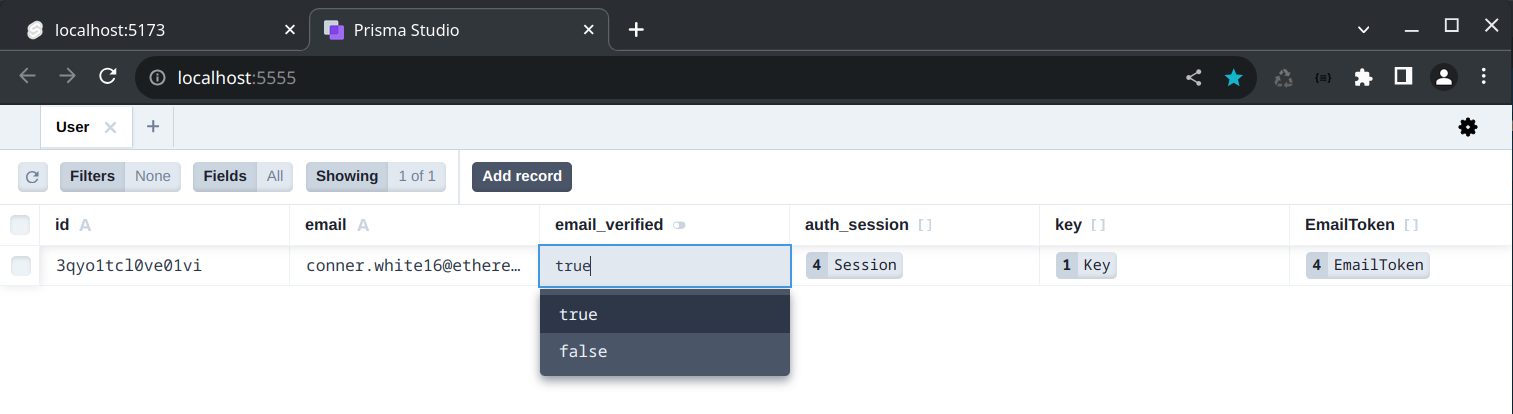 localhost:5173 Prisma Studio
localhost:5555
User
Filters None Fields All Showing 1 of 1 Add record
id A email A email_verified auth_session [] key [] EmailToken []
3qyo1tcl0ve01vi conner.white16@ethere… true 4 Session 1 Key 4 EmailToken
true
false